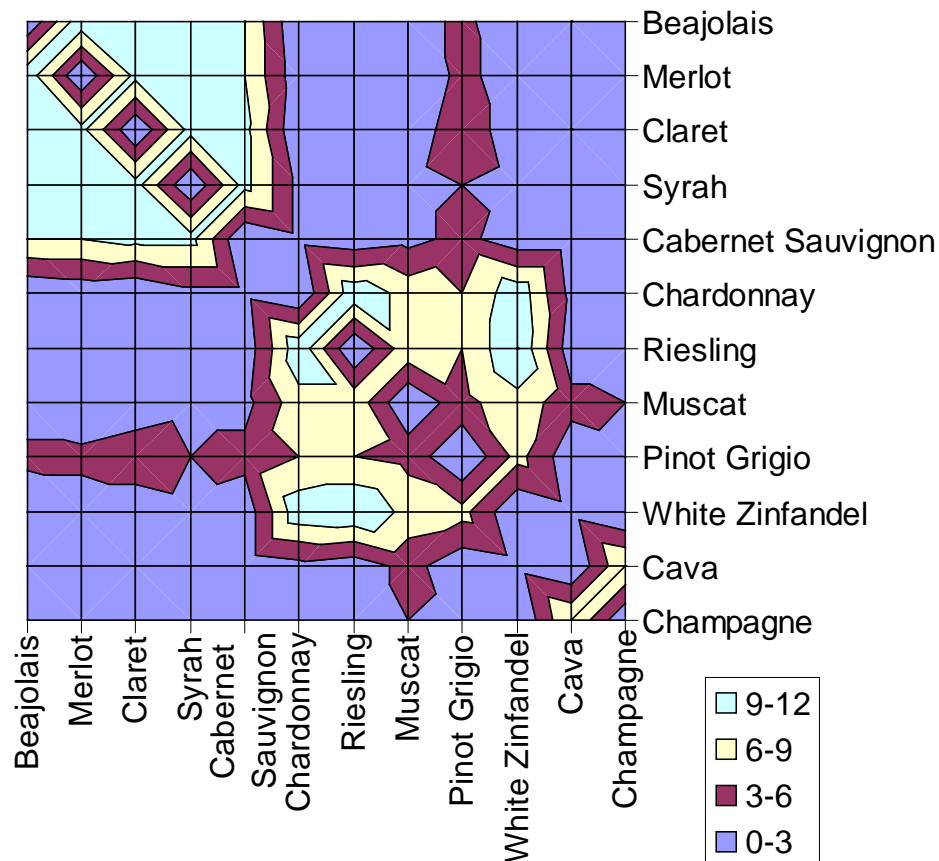 Beajolais
Merlot
Claret
Syrah
Cabernet Sauvignon
Chardonnay
Riesling
Muscat
Pinot Grigio
White Zinfandel
Cava
Champagne
Beajolais
Merlot
Claret
Syrah
Cabernet
Sauvignon
Chardonnay
Riesling
Muscat
Pinot Grigio
White Zinfandel
Cava
Champagne
9-12
6-9
3-6
0-3